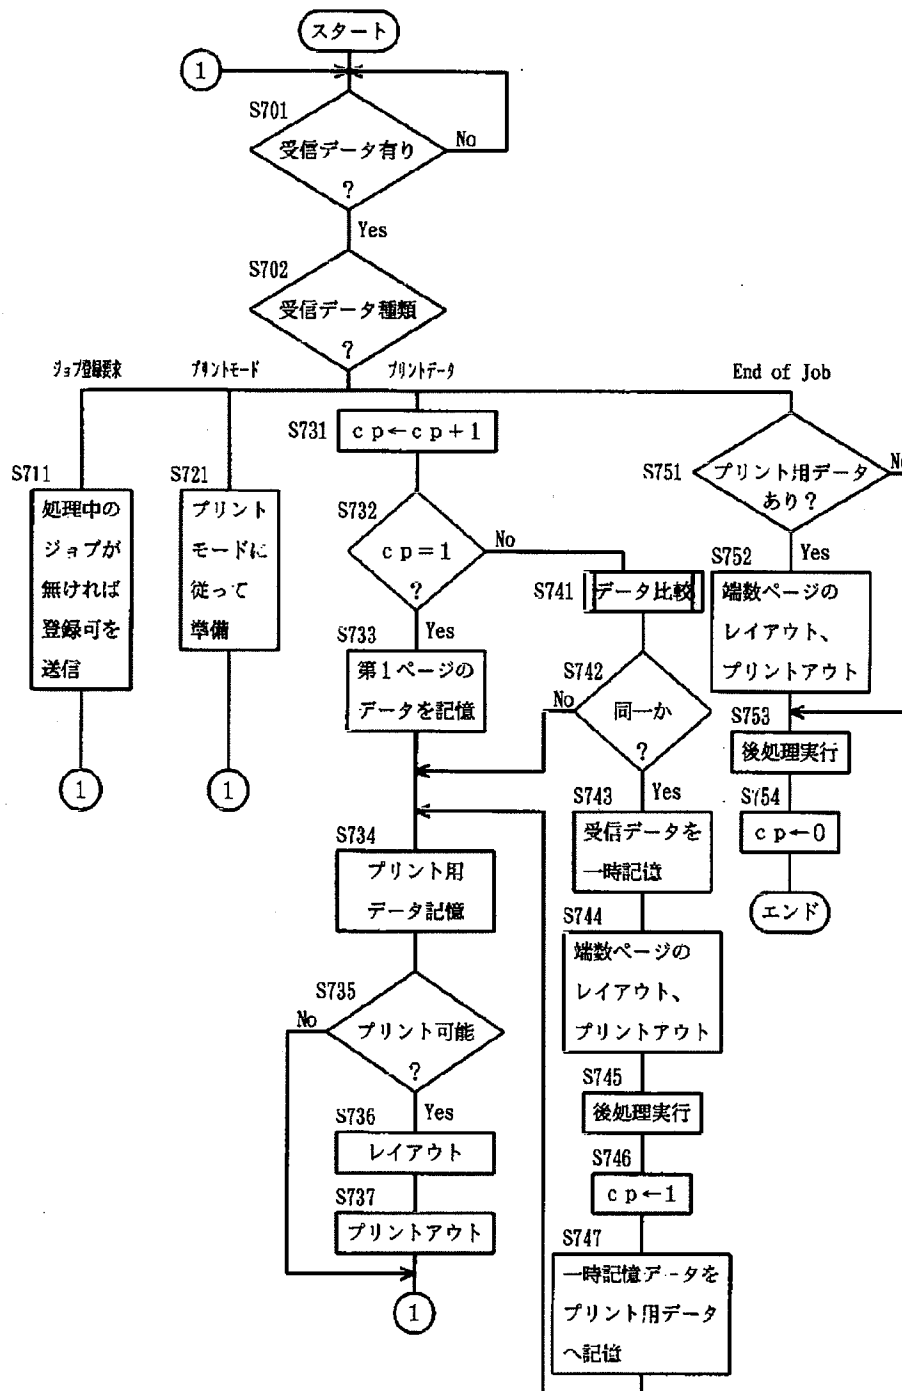 スタート
1
S701
受信データ有り
?
No
Yes
S702
受信データ種類
?
ジョブ登録要求
プリントモード
プリントデータ
End of Job
S711
処理中の
ジョブが
無ければ
登録可を
送信
1
S721
プリント
モードに
従って
準備
1
S731
cp←cp+1
S732
cp=1
?
No
Yes
S733
第1ページの
データを記憶
S734
プリント用
データ記憶
S735
プリント可能
?
No
Yes
S736
レイアウト
S737
プリントアウト
1
S741
データ比較
S742
同一か
?
No
Yes
S743
受信データを
一時記憶
S744
端数ページの
レイアウト、
プリントアウト
S745
後処理実行
S746
cp←1
S747
一時記憶データを
プリント用データ
へ記憶
S751
プリント用データ
あり?
No
Yes
S752
端数ページの
レイアウト、
プリントアウト
S753
後処理実行
S754
cp←0
エンド